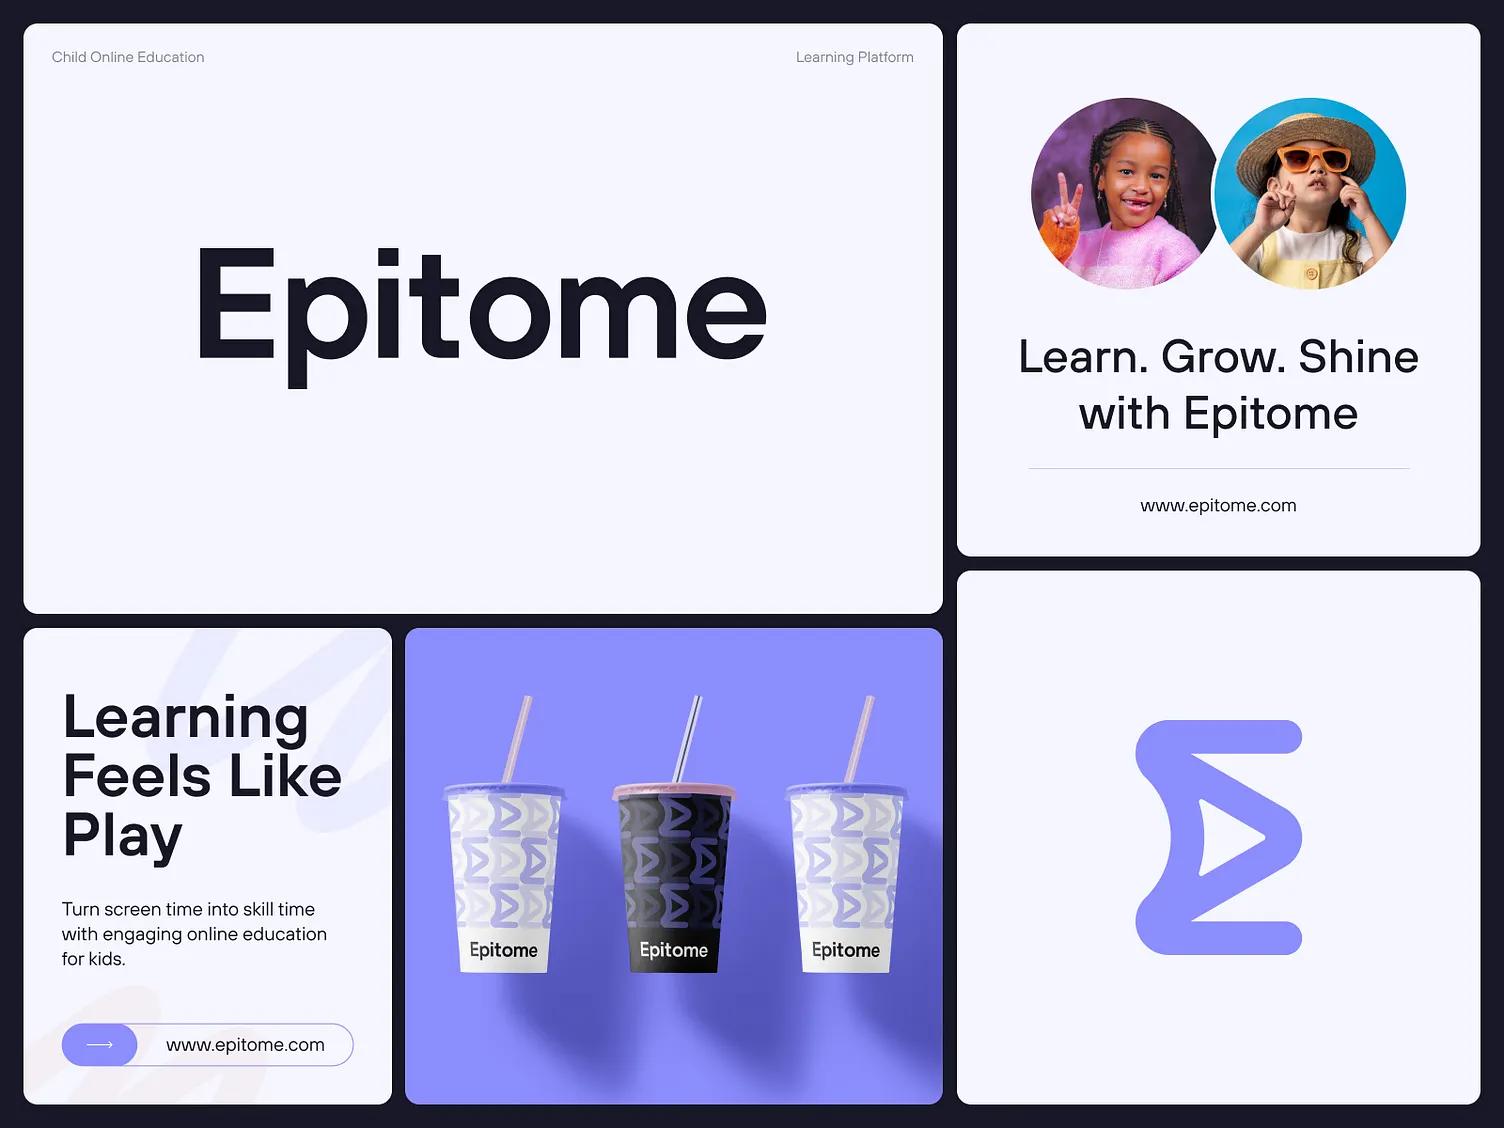 Child Online Education
Learning Platform
Epitome
Learn. Grow. Shine
with Epitome
www.epitome.com
Learning
Feels Like
Play
Turn screen time into skill time
with engaging online education
for kids.
www.epitome.com
Epitome
Epitome
Epitome